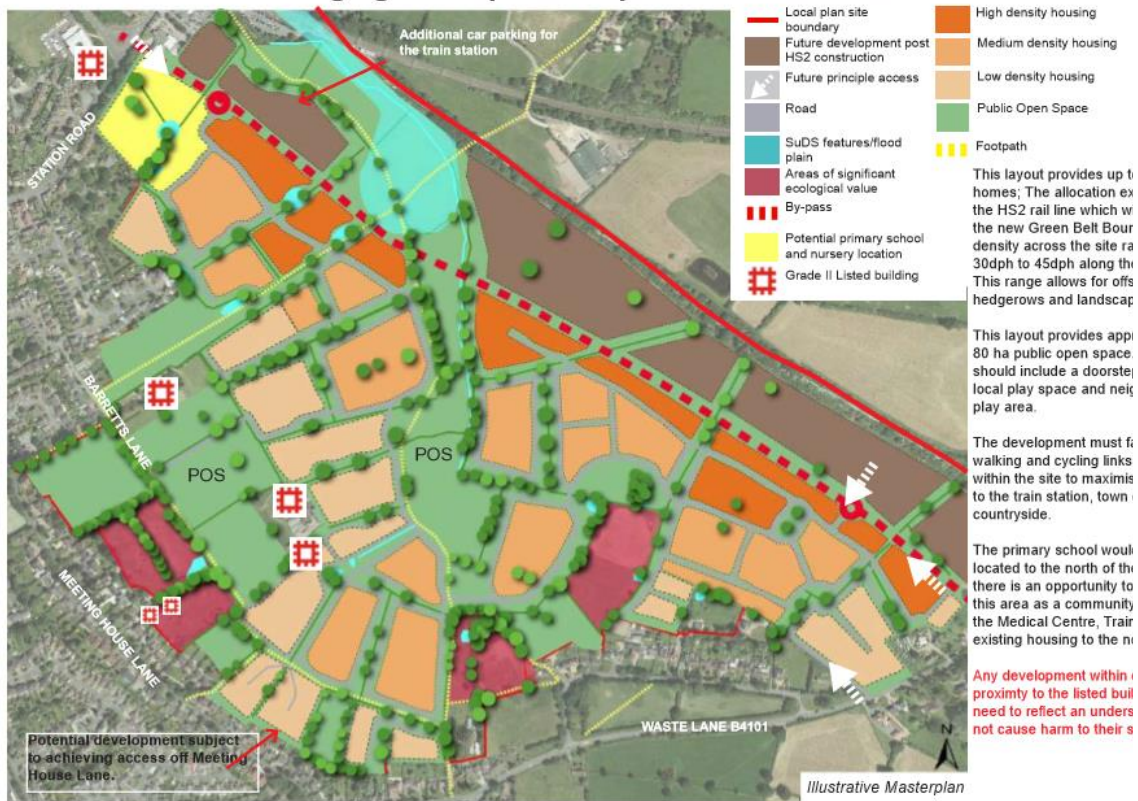 Additional car parking for
the train station
STATION ROAD
BARRETTS LANE
POS
POS
MEETING HOUSE LANE
WASTE LANE B4101
Potential development subject
to achieving access off Meeting
House Lane.
N
Illustrative Masterplan
Local plan site
boundary
Future development post
HS2 construction
Future principle access
Road
SuDS features/flood
plain
Areas of significant
ecological value
By-pass
Potential primary school
and nursery location
Grade II Listed building
High density housing
Medium density housing
Low density housing
Public Open Space
Footpath
This layout provides up to
homes; The allocation ex
the HS2 rail line which w
the new Green Belt Boun
density across the site ra
30dph to 45dph along the
This range allows for offs
hedgerows and landscap
This layout provides appr
80 ha public open space.
should include a doorstep
local play space and neig
play area.
The development must fa
walking and cycling links
within the site to maximis
to the train station, town
countryside.
The primary school woul
located to the north of the
there is an opportunity to
this area as a community
the Medical Centre, Train
existing housing to the no
Any development within
proximty to the listed buil
need to reflect an unders
not cause harm to their s